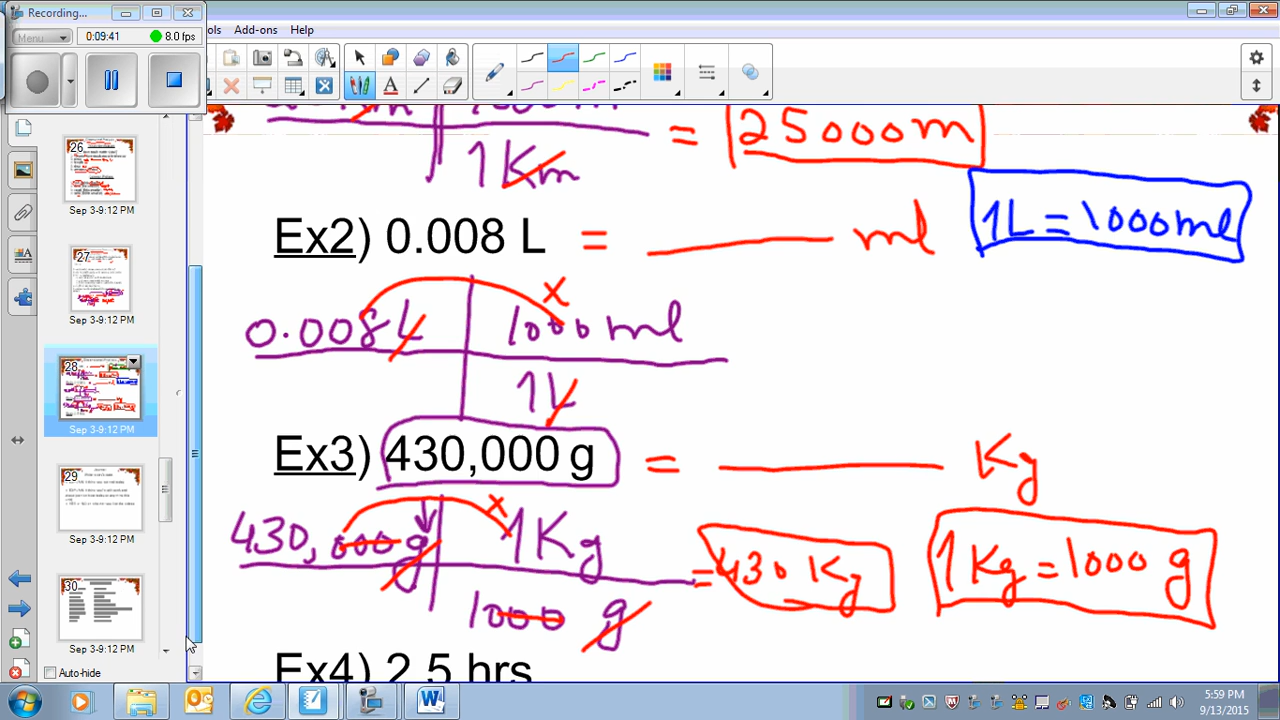 Recording...
Menu
0:09:41
8.0 fps
ols Add-ons Help
26
Sep 3-9:12 PM
27
Sep 3-9:12 PM
28
Sep 3-9:12 PM
29
Sep 3-9:12 PM
30
Sep 3-9:12 PM
Auto-hide
= 25000m
1Km
Ex2) 0.008 L = ml
1L = 1000ml
0.008L 1000ml
x
1L
Ex3) 430,000 g = Kg
430,000 g 1Kg = 430 Kg
x
1Kg = 1000 g
1000 g
Ex4) 2.5 hrs
5:59 PM
9/13/2015